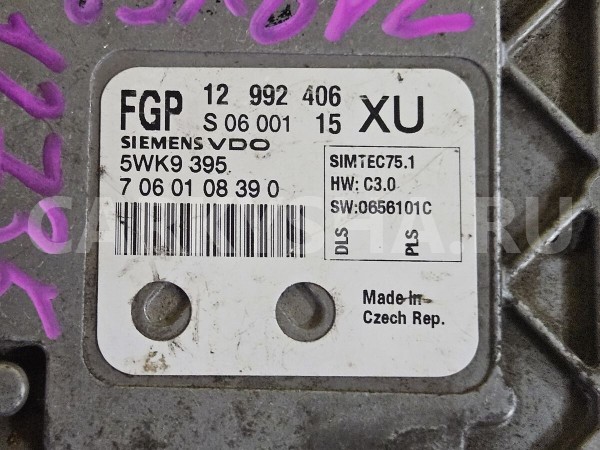 FGP 12 992 406 XU
S 06 001 15
SIEMENS VDO
5WK9 395
7 06 01 08 39 0
SIMTEC75.1
HW: C3.0
SW:0656101C
DLS PLS
Made in
Czech Rep.